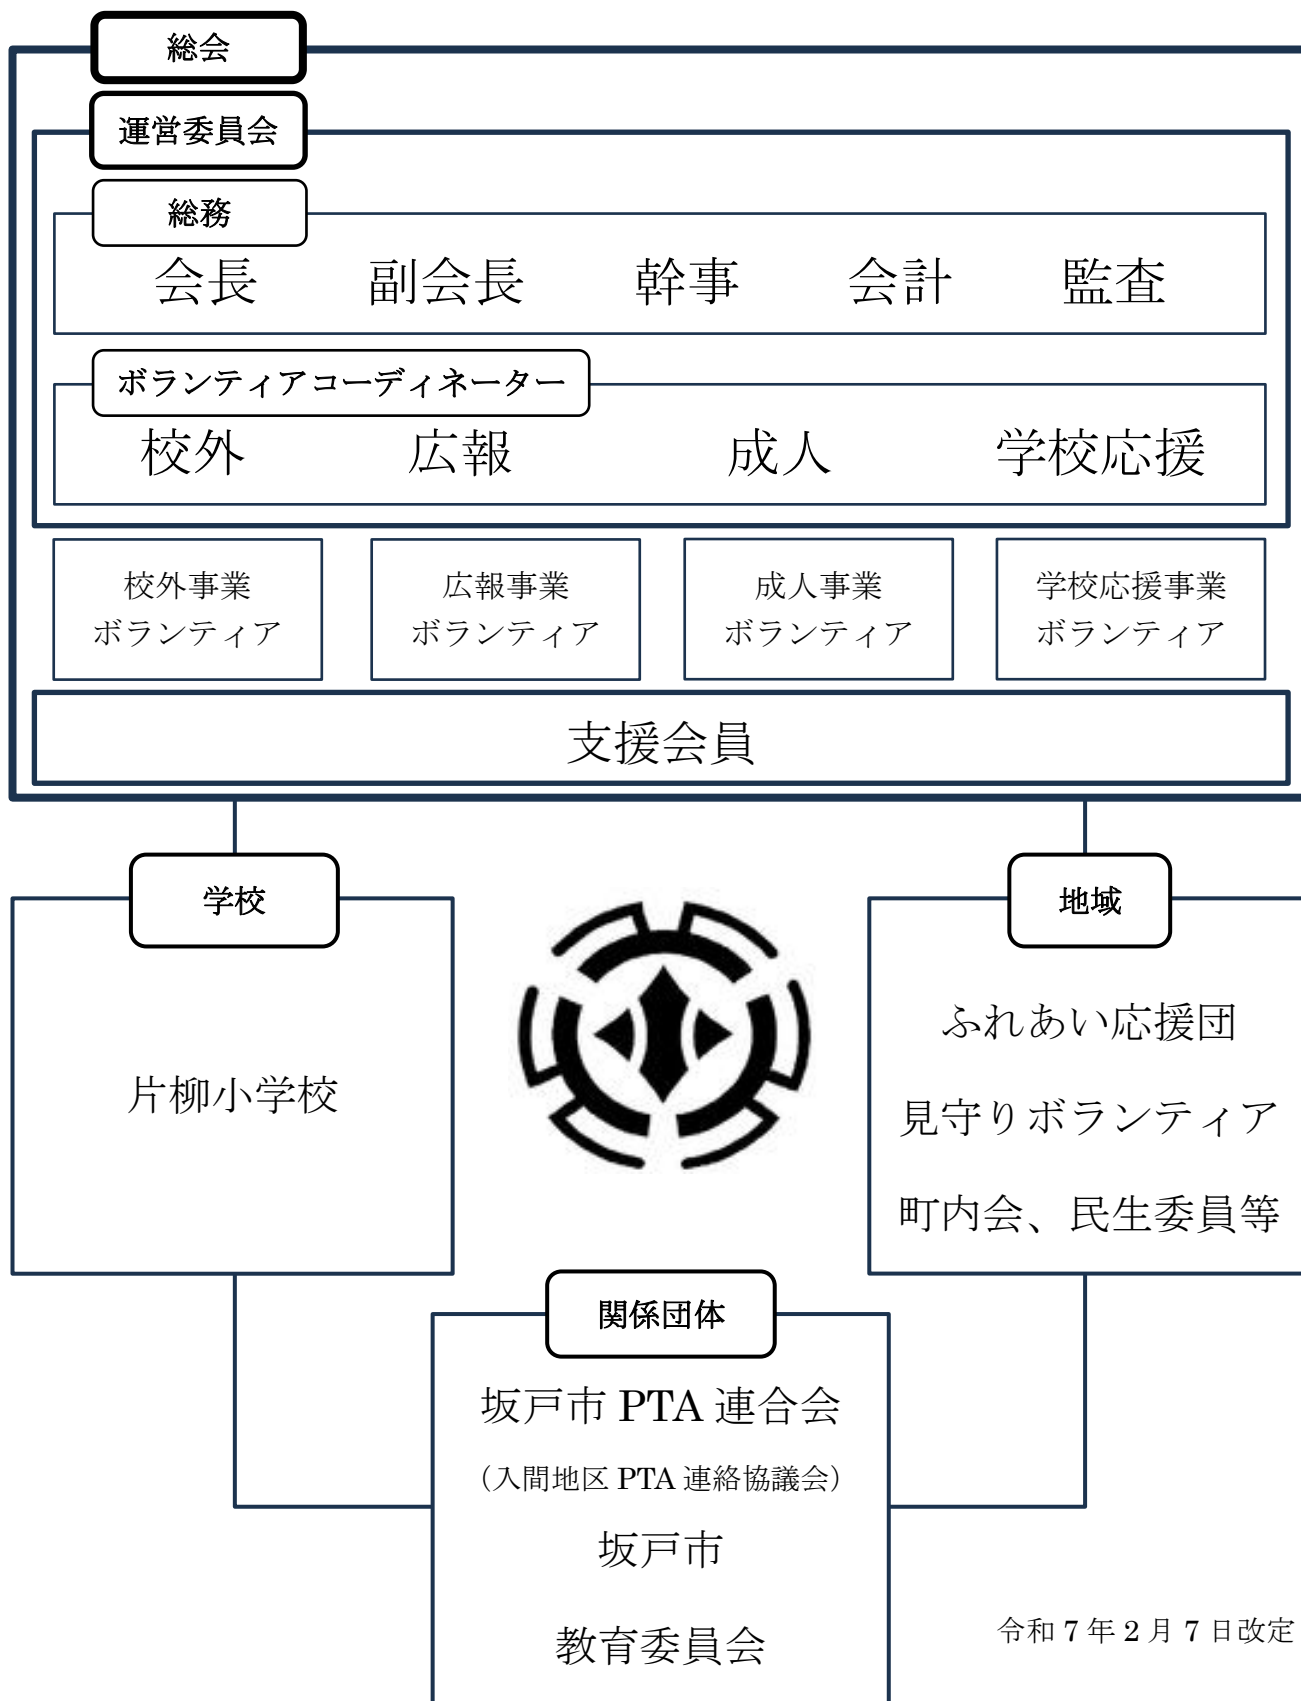 総会
運営委員会
総務
会長 副会長 幹事 会計 監査
ボランティアコーディネーター
校外 広報 成人 学校応援
校外事業 広報事業 成人事業 学校応援事業
ボランティア ボランティア ボランティア ボランティア
支援会員
学校 地域
片柳小学校
ふれあい応援団
見守りボランティア
町内会、民生委員等
関係団体
坂戸市 PTA 連合会
（入間地区 PTA 連絡協議会）
坂戸市
教育委員会
令和 7 年 2 月 7 日改定